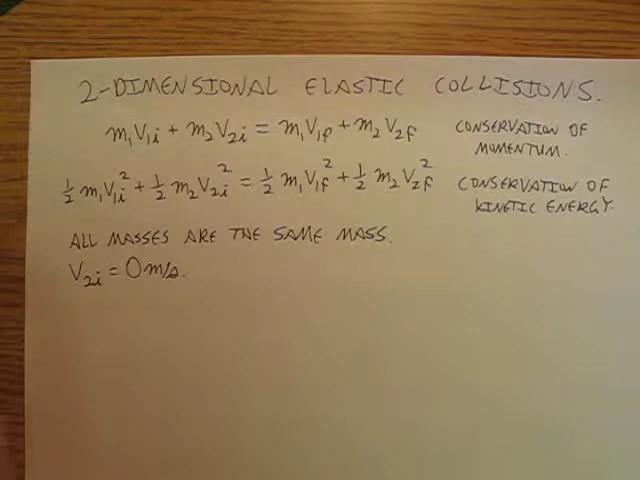 2-DIMENSIONAL ELASTIC COLLISIONS.
m₁V₁ᵢ + m₂V₂ᵢ = m₁V₁f + m₂V₂f CONSERVATION OF MOMENTUM.
½ m₁V₁ᵢ² + ½ m₂V₂ᵢ² = ½ m₁V₁f² + ½ m₂V₂f² CONSERVATION OF KINETIC ENERGY.
ALL MASSES ARE THE SAME MASS.
V₂ᵢ = 0m/s.